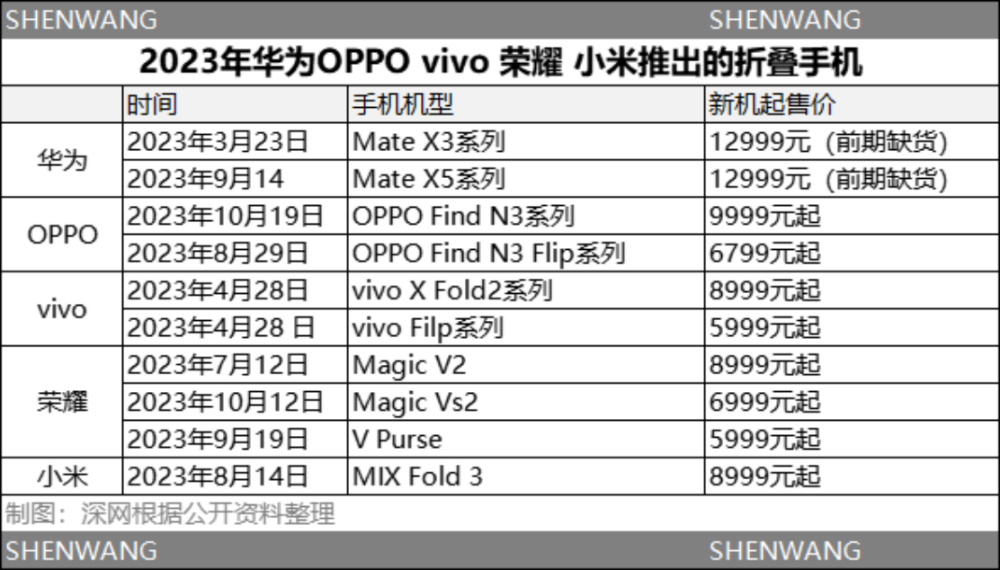 SHENWANG SHENWANG
2023年华为OPPO vivo 荣耀 小米推出的折叠手机
时间 手机机型 新机起售价
华为 2023年3月23日 Mate X3系列 12999元（前期缺货）
2023年9月14 Mate X5系列 12999元（前期缺货）
OPPO 2023年10月19日 OPPO Find N3系列 9999元起
2023年8月29日 OPPO Find N3 Flip系列 6799元起
vivo 2023年4月28日 vivo X Fold2系列 8999元起
2023年4月28 日 vivo Filp系列 5999元起
荣耀 2023年7月12日 Magic V2 8999元起
2023年10月12日 Magic Vs2 6999元起
2023年9月19日 V Purse 5999元起
小米 2023年8月14日 MIX Fold 3 8999元起
制图：深网根据公开资料整理
SHENWANG SHENWANG